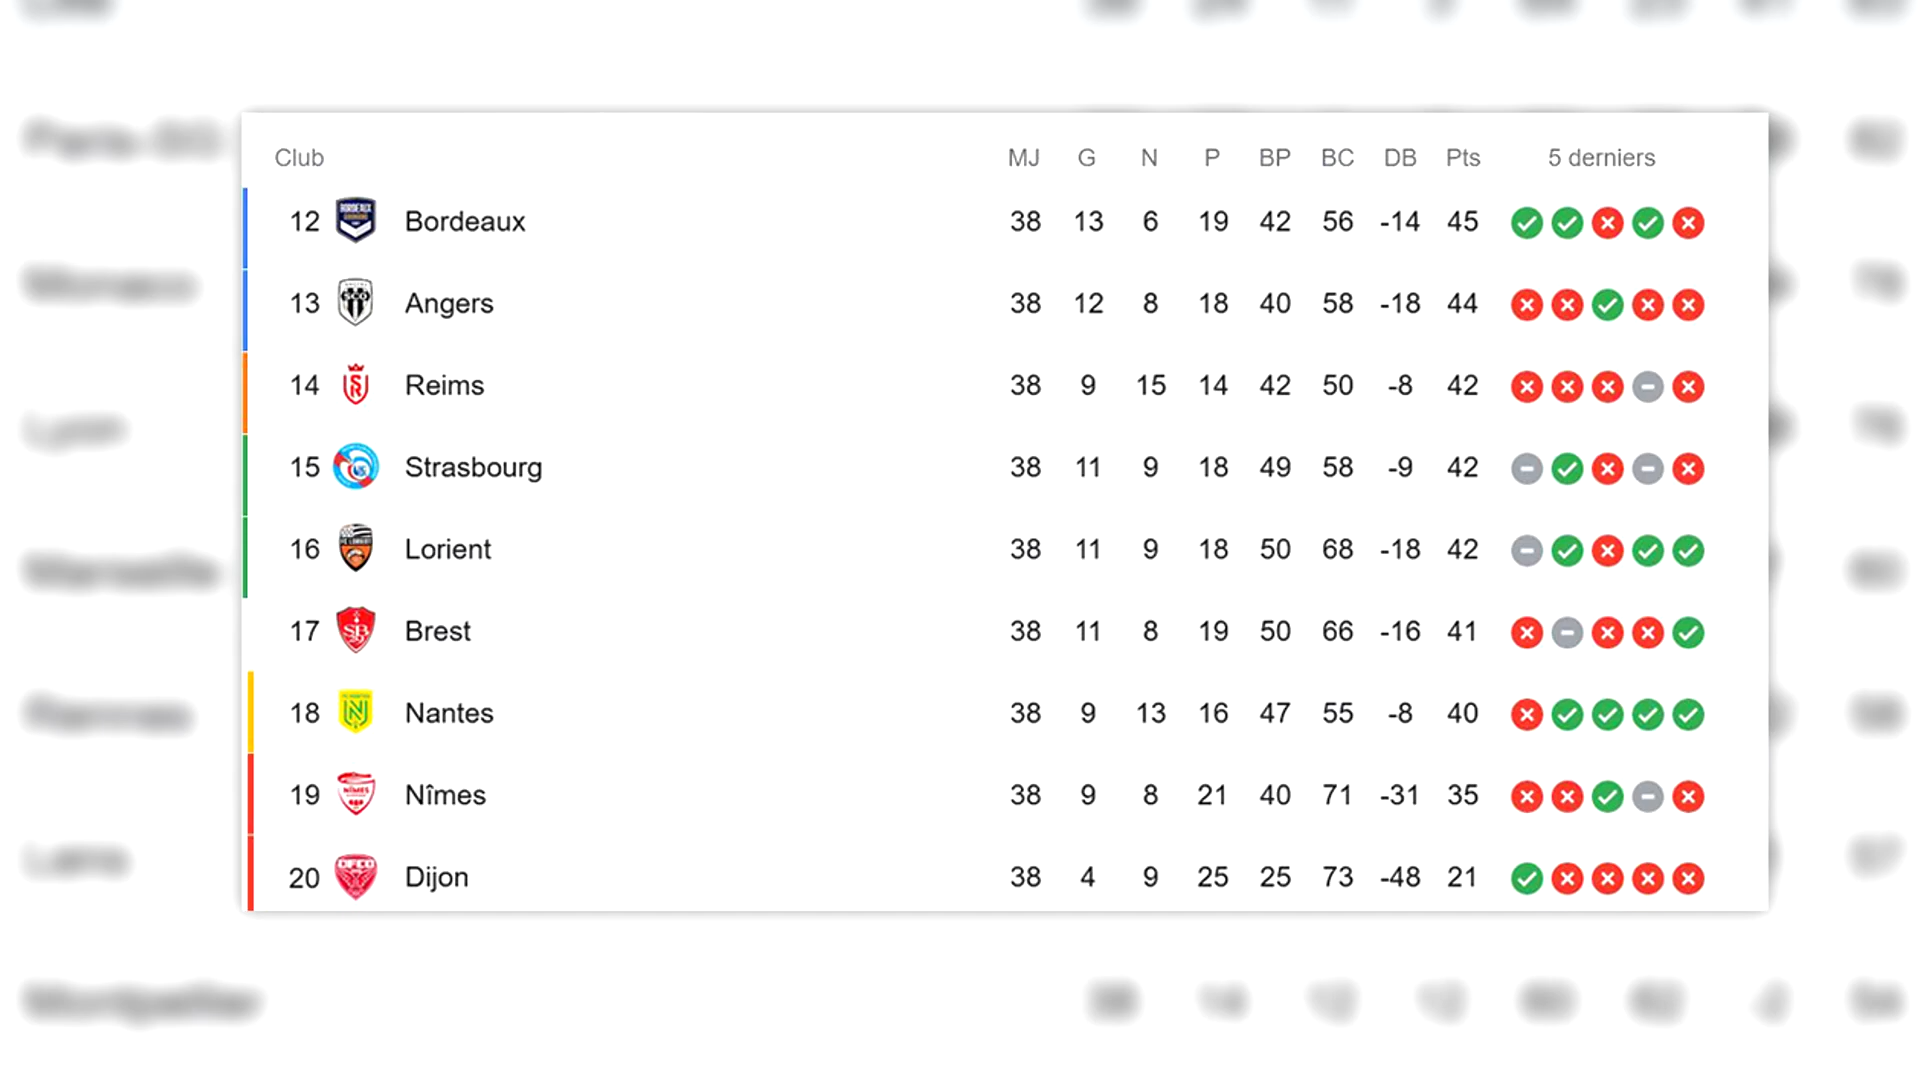 Club MJ G N P BP BC DB Pts 5 derniers
12 Bordeaux 38 13 6 19 42 56 -14 45
13 Angers 38 12 8 18 40 58 -18 44
14 Reims 38 9 15 14 42 50 -8 42
15 Strasbourg 38 11 9 18 49 58 -9 42
16 Lorient 38 11 9 18 50 68 -18 42
17 Brest 38 11 8 19 50 66 -16 41
18 Nantes 38 9 13 16 47 55 -8 40
19 Nîmes 38 9 8 21 40 71 -31 35
20 Dijon 38 4 9 25 25 73 -48 21